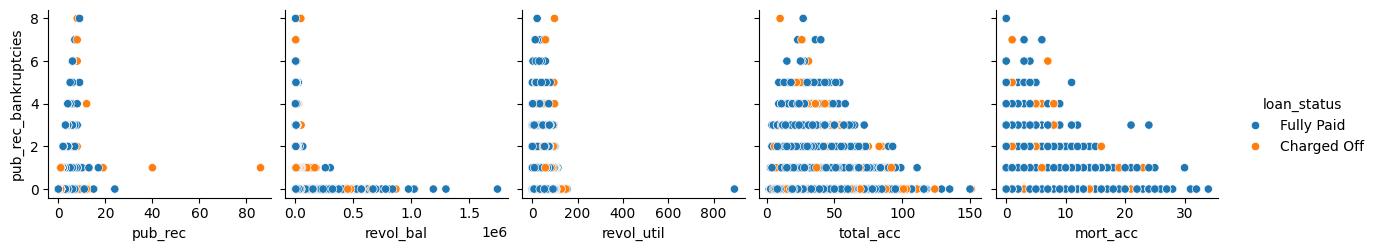 8
6
4
2
0
pub_rec_bankruptcies
0 20 40 60 80
pub_rec
0.0 0.5 1.0 1.5
1e6
revol_bal
0 200 400 600 800
revol_util
0 50 100 150
total_acc
0 10 20 30
mort_acc
loan_status
Fully Paid
Charged Off